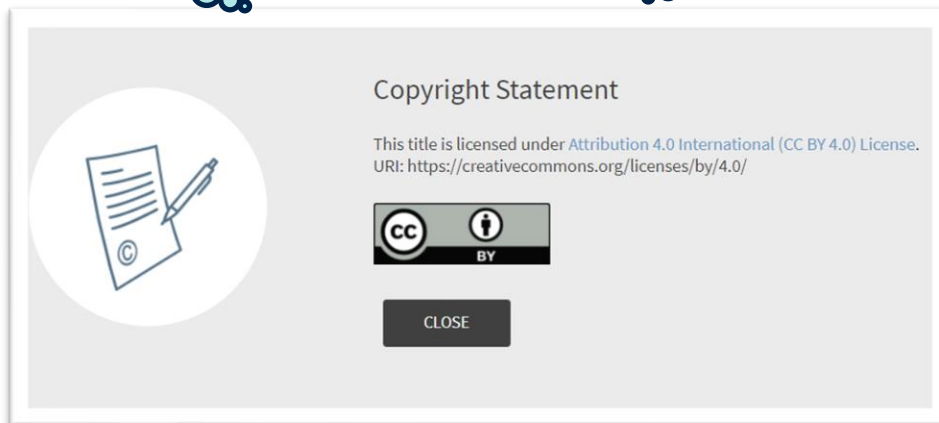 Copyright Statement
This title is licensed under Attribution 4.0 International (CC BY 4.0) License.
URI: https://creativecommons.org/licenses/by/4.0/
cc
BY
©
CLOSE